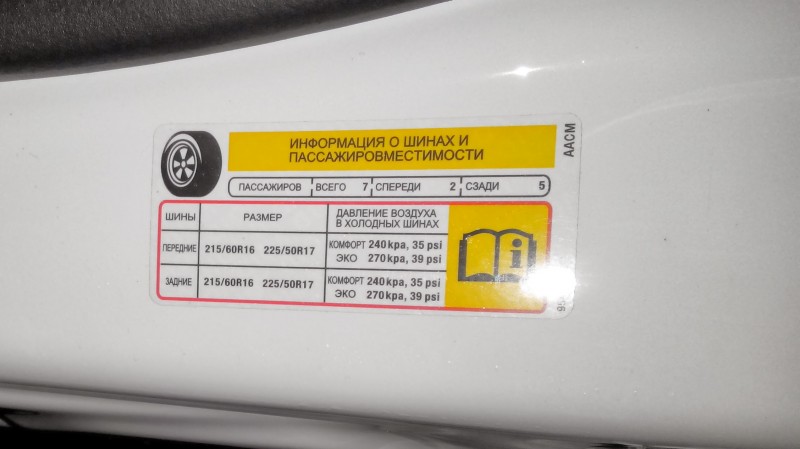 ИНФОРМАЦИЯ О ШИНАХ И
ПАССАЖИРОВМЕСТИМОСТИ
ПАССАЖИРОВ ВСЕГО 7 СПЕРЕДИ 2 СЗАДИ 5
ШИНЫ РАЗМЕР ДАВЛЕНИЕ ВОЗДУХА
В ХОЛОДНЫХ ШИНАХ
ПЕРЕДНИЕ 215/60R16 225/50R17 КОМФОРТ 240 kpa, 35 psi
ЭКО 270 kpa, 39 psi
ЗАДНИЕ 215/60R16 225/50R17 КОМФОРТ 240 kpa, 35 psi
ЭКО 270 kpa, 39 psi
AACM